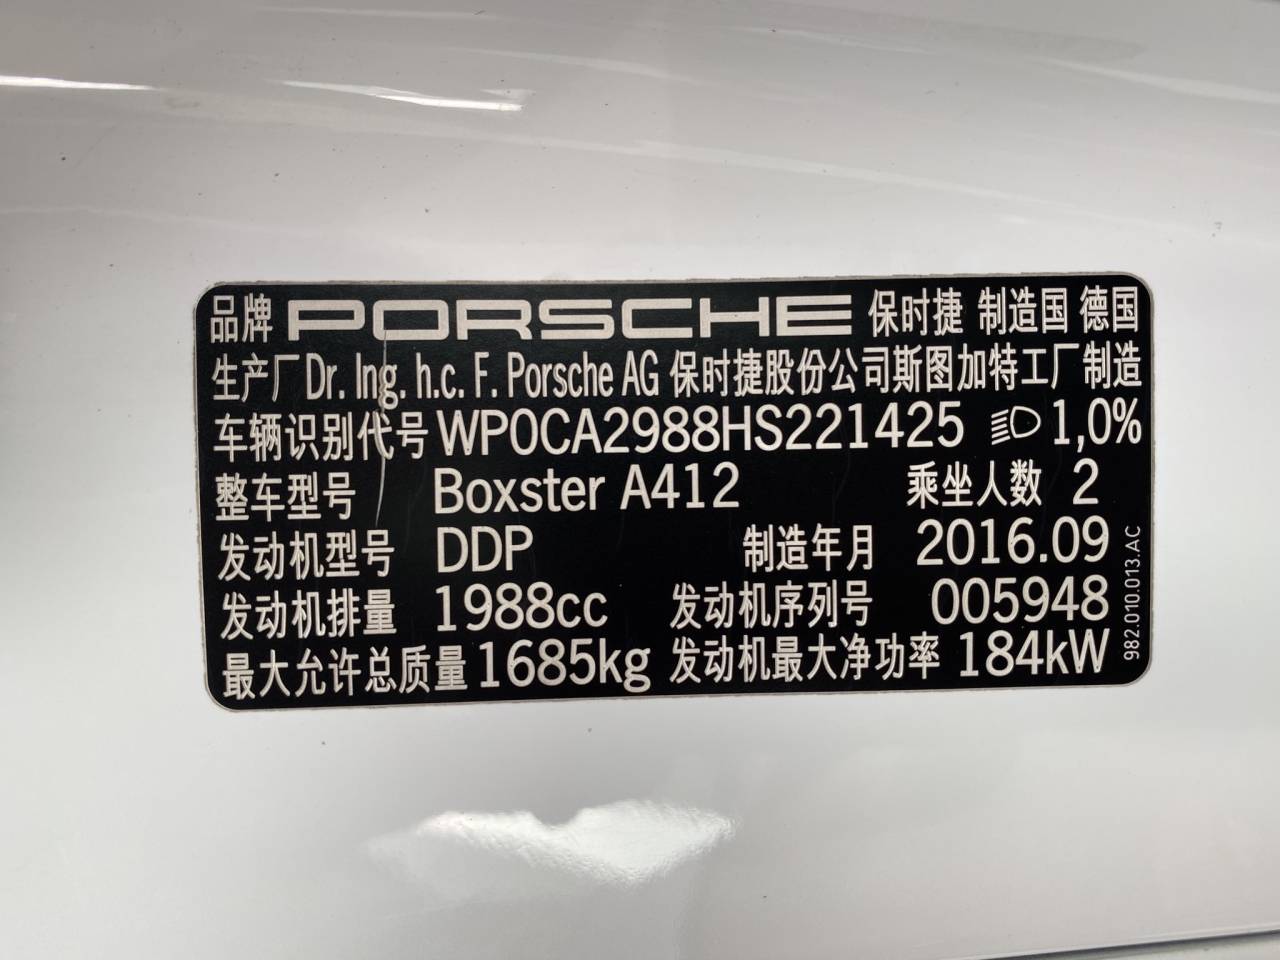 品牌 PORSCHE 保时捷 制造国 德国
生产厂 Dr. Ing. h.c. F. Porsche AG 保时捷股份公司斯图加特工厂制造
车辆识别代号 WP0CA2988HS221425 1,0%
整车型号 Boxster A412 乘坐人数 2
发动机型号 DDP 制造年月 2016.09
发动机排量 1988cc 发动机序列号 005948
最大允许总质量 1685kg 发动机最大净功率 184kW
982.010.013.AC